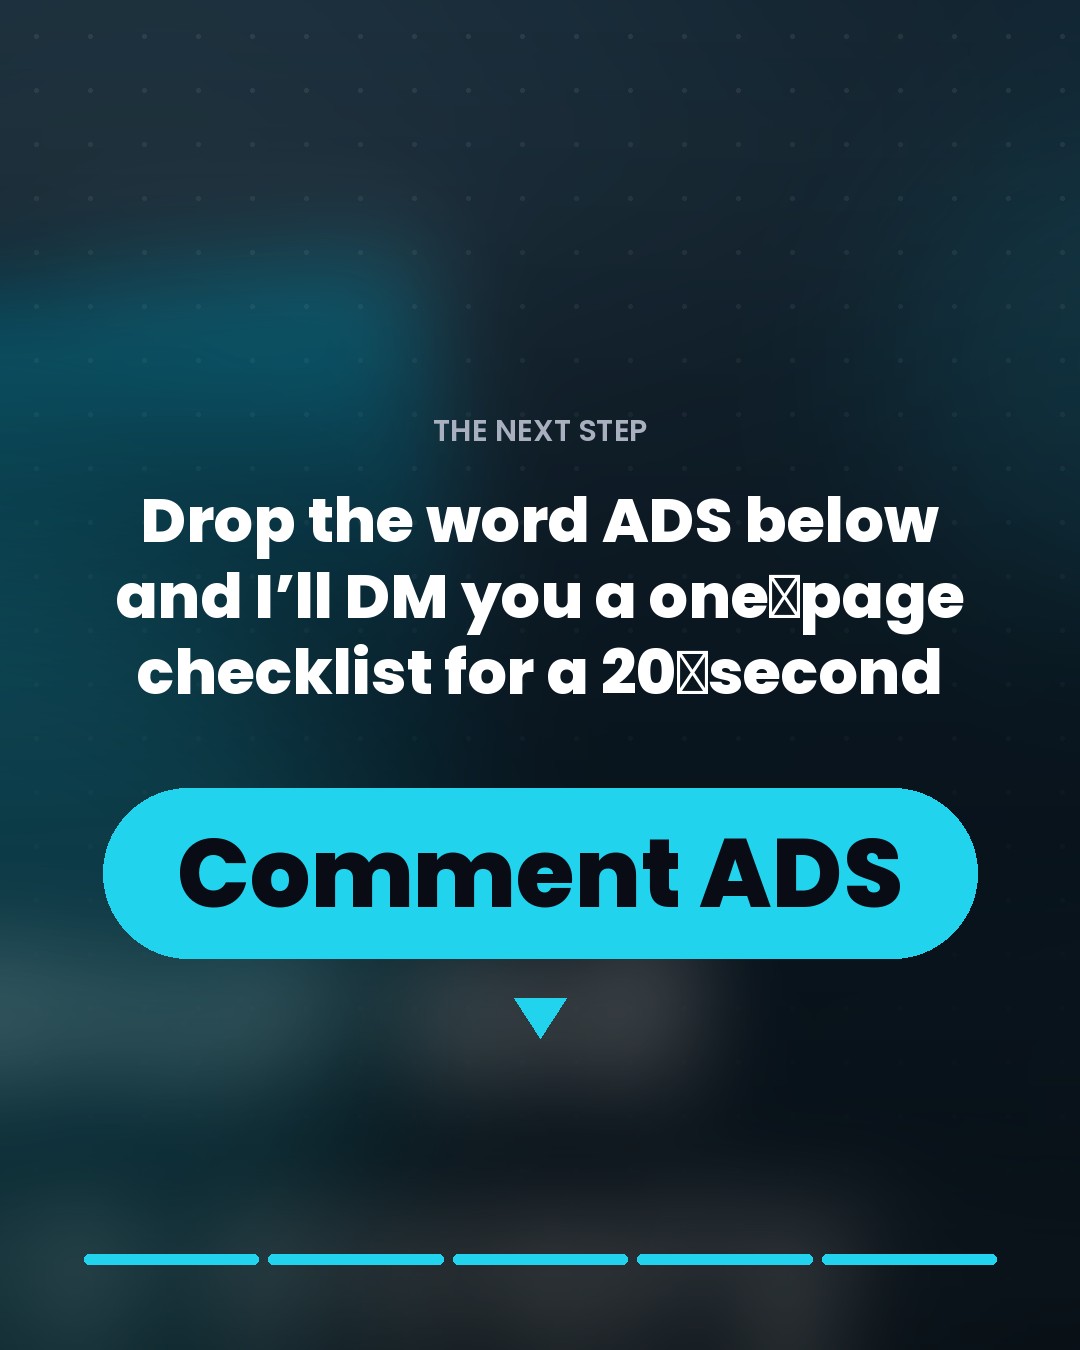 THE NEXT STEP
Drop the word ADS below
and I’ll DM you a one☒page
checklist for a 20☒second
Comment ADS